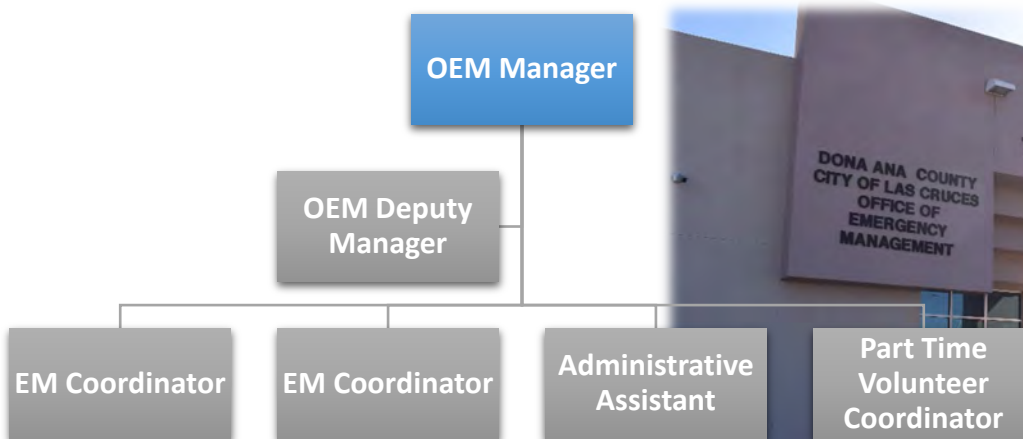 OEM Manager
DONA ANA COUNTY
CITY OF LAS CRUCES
OFFICE OF
EMERGENCY
MANAGEMENT
OEM Deputy
Manager
EM Coordinator
EM Coordinator
Administrative
Assistant
Part Time
Volunteer
Coordinator